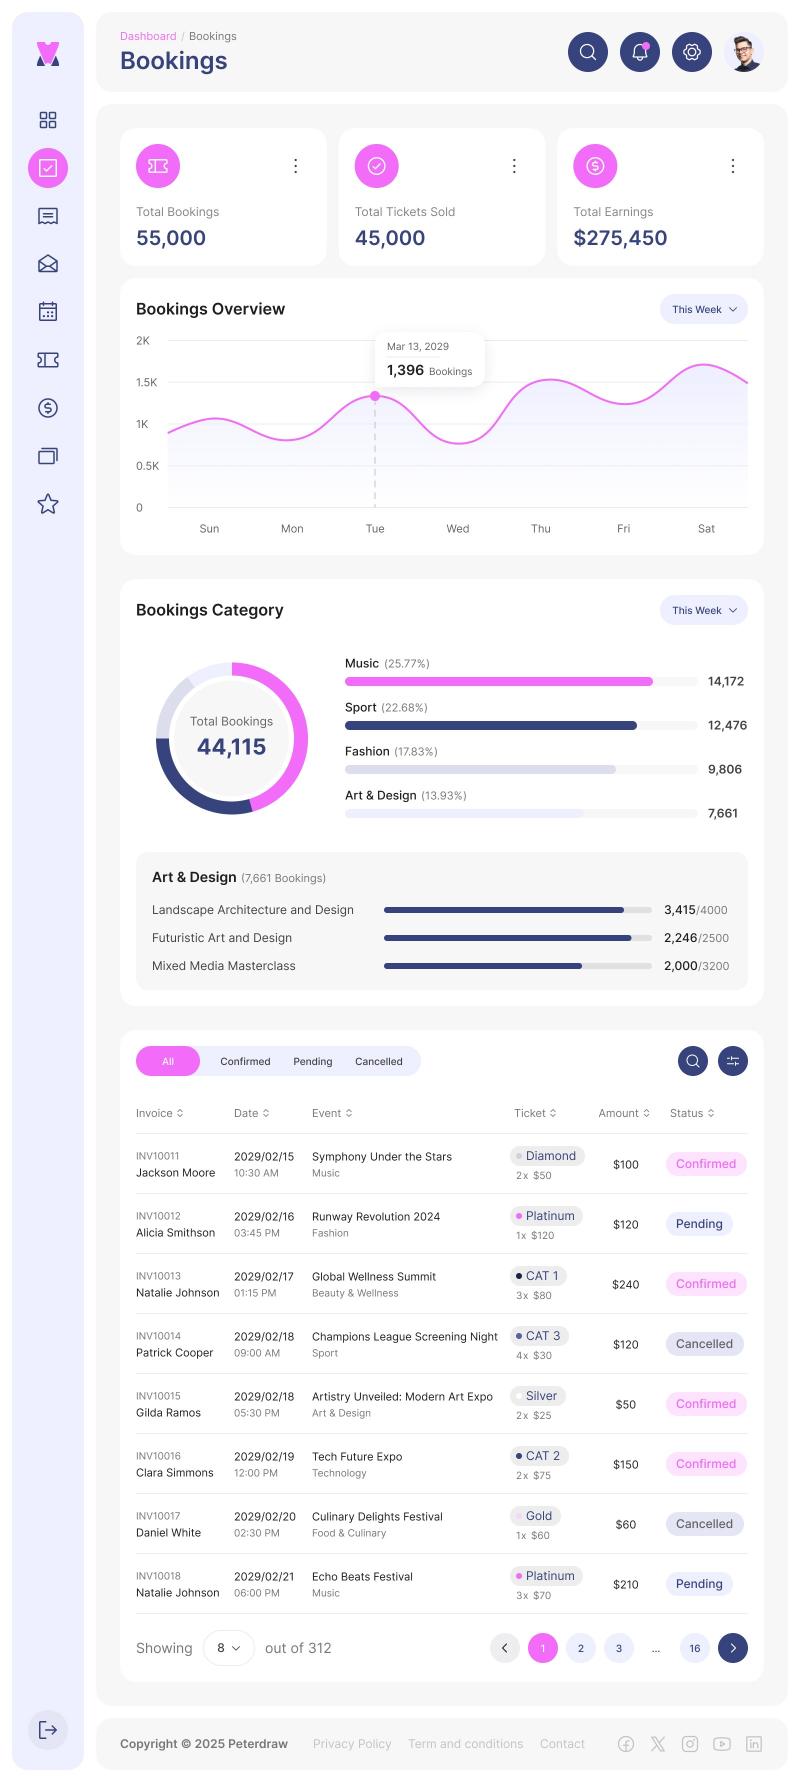 Dashboard / Bookings
Bookings
Total Bookings
55,000
Total Tickets Sold
45,000
Total Earnings
$275,450
Bookings Overview
This Week
2K
1.5K
1K
0.5K
0
Mar 13, 2029
1,396 Bookings
Sun Mon Tue Wed Thu Fri Sat
Bookings Category
This Week
Total Bookings
44,115
Music (25.77%)
14,172
Sport (22.68%)
12,476
Fashion (17.83%)
9,806
Art & Design (13.93%)
7,661
Art & Design (7,661 Bookings)
Landscape Architecture and Design 3,415/4000
Futuristic Art and Design 2,246/2500
Mixed Media Masterclass 2,000/3200
All Confirmed Pending Cancelled
Invoice Date Event Ticket Amount Status
INV10011 2029/02/15 Symphony Under the Stars Diamond $100 Confirmed
Jackson Moore 10:30 AM Music 2x $50
INV10012 2029/02/16 Runway Revolution 2024 Platinum $120 Pending
Alicia Smithson 03:45 PM Fashion 1x $120
INV10013 2029/02/17 Global Wellness Summit CAT 1 $240 Confirmed
Natalie Johnson 01:15 PM Beauty & Wellness 3x $80
INV10014 2029/02/18 Champions League Screening Night CAT 3 $120 Cancelled
Patrick Cooper 09:00 AM Sport 4x $30
INV10015 2029/02/18 Artistry Unveiled: Modern Art Expo Silver $50 Confirmed
Gilda Ramos 05:30 PM Art & Design 2x $25
INV10016 2029/02/19 Tech Future Expo CAT 2 $150 Confirmed
Clara Simmons 12:00 PM Technology 2x $75
INV10017 2029/02/20 Culinary Delights Festival Gold $60 Cancelled
Daniel White 02:30 PM Food & Culinary 1x $60
INV10018 2029/02/21 Echo Beats Festival Platinum $210 Pending
Natalie Johnson 06:00 PM Music 3x $70
Showing 8 out of 312 1 2 3 ... 16
Copyright © 2025 Peterdraw Privacy Policy Term and conditions Contact